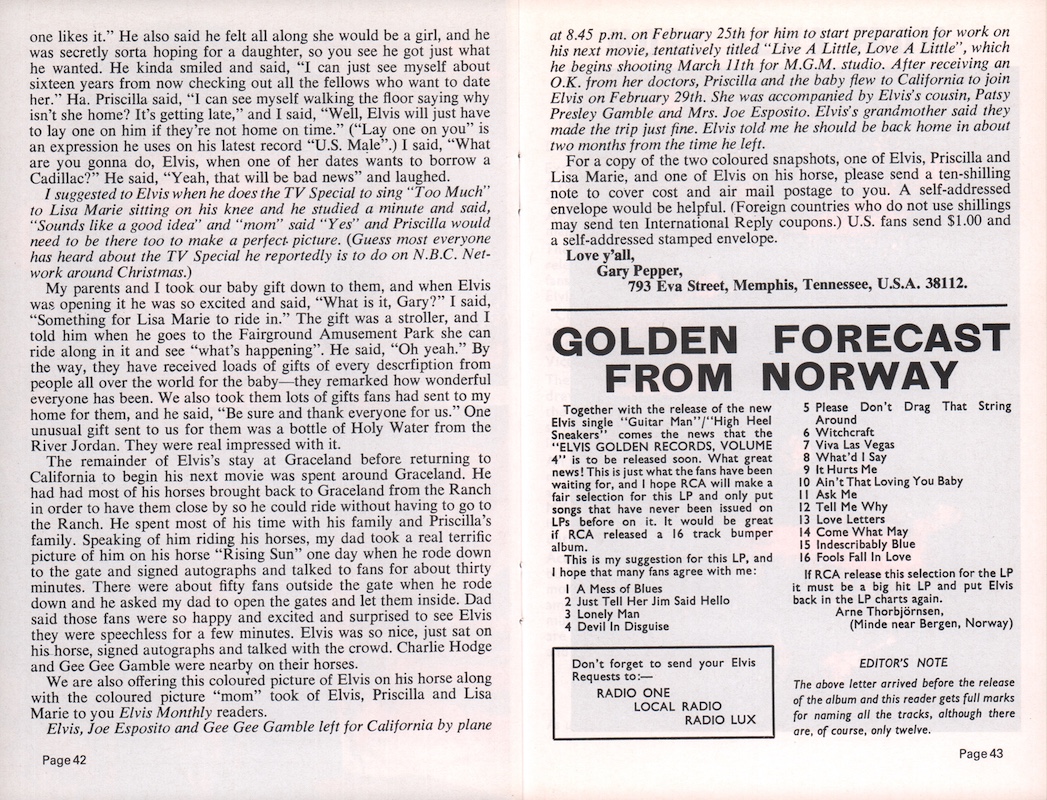 one likes it.” He also said he felt all along she would be a girl, and he
was secretly sorta hoping for a daughter, so you see he got just what
he wanted. He kinda smiled and said, “I can just see myself about
sixteen years from now checking out all the fellows who want to date
her.” Ha. Priscilla said, “I can see myself walking the floor saying why
isn’t she home? It’s getting late,” and I said, “Well, Elvis will just have
to lay one on him if they’re not home on time.” (“Lay one on you” is
an expression he uses on his latest record “U.S. Male”.) I said, “What
are you gonna do, Elvis, when one of her dates wants to borrow a
Cadillac?” He said, “Yeah, that will be bad news” and laughed.
I suggested to Elvis when he does the TV Special to sing “Too Much”
to Lisa Marie sitting on his knee and he studied a minute and said,
“Sounds like a good idea” and “mom” said “Yes” and Priscilla would
need to be there too to make a perfect picture. (Guess most everyone
has heard about the TV Special he reportedly is to do on N.B.C. Net-
work around Christmas.)
My parents and I took our baby gift down to them, and when Elvis
was opening it he was so excited and said, “What is it, Gary?” I said,
“Something for Lisa Marie to ride in.” The gift was a stroller, and I
told him when he goes to the Fairground Amusement Park she can
ride along in it and see “what’s happening”. He said, “Oh yeah.” By
the way, they have received loads of gifts of every descrfiption from
people all over the world for the baby—they remarked how wonderful
everyone has been. We also took them lots of gifts fans had sent to my
home for them, and he said, “Be sure and thank everyone for us.” One
unusual gift sent to us for them was a bottle of Holy Water from the
River Jordan. They were real impressed with it.
The remainder of Elvis’s stay at Graceland before returning to
California to begin his next movie was spent around Graceland. He
had had most of his horses brought back to Graceland from the Ranch
in order to have them close by so he could ride without having to go to
the Ranch. He spent most of his time with his family and Priscilla’s
family. Speaking of him riding his horses, my dad took a real terrific
picture of him on his horse “Rising Sun” one day when he rode down
to the gate and signed autographs and talked to fans for about thirty
minutes. There were about fifty fans outside the gate when he rode
down and he asked my dad to open the gates and let them inside. Dad
said those fans were so happy and excited and surprised to see Elvis
they were speechless for a few minutes. Elvis was so nice, just sat on
his horse, signed autographs and talked with the crowd. Charlie Hodge
and Gee Gee Gamble were nearby on their horses.
We are also offering this coloured picture of Elvis on his horse along
with the coloured picture “mom” took of Elvis, Priscilla and Lisa
Marie to you Elvis Monthly readers.
Elvis, Joe Esposito and Gee Gee Gamble left for California by plane
Page 42
at 8.45 p.m. on February 25th for him to start preparation for work on
his next movie, tentatively titled “Live A Little, Love A Little”, which
he begins shooting March 11th for M.G.M. studio. After receiving an
O.K. from her doctors, Priscilla and the baby flew to California to join
Elvis on February 29th. She was accompanied by Elvis’s cousin, Patsy
Presley Gamble and Mrs. Joe Esposito. Elvis’s grandmother said they
made the trip just fine. Elvis told me he should be back home in about
two months from the time he left.
For a copy of the two coloured snapshots, one of Elvis, Priscilla and
Lisa Marie, and one of Elvis on his horse, please send a ten-shilling
note to cover cost and air mail postage to you. A self-addressed
envelope would be helpful. (Foreign countries who do not use shillings
may send ten International Reply coupons.) U.S. fans send $1.00 and
a self-addressed stamped envelope.
Love y’all,
Gary Pepper,
793 Eva Street, Memphis, Tennessee, U.S.A. 38112.
GOLDEN FORECAST
FROM NORWAY
Together with the release of the new
Elvis single “Guitar Man”/“High Heel
Sneakers” comes the news that the
“ELVIS GOLDEN RECORDS, VOLUME
4” is to be released soon. What great
news! This is just what the fans have been
waiting for, and I hope RCA will make a
fair selection for this LP and only put
songs that have never been issued on
LPs before on it. It would be great
if RCA released a 16 track bumper
album.
This is my suggestion for this LP, and
I hope that many fans agree with me:
1 A Mess of Blues
2 Just Tell Her Jim Said Hello
3 Lonely Man
4 Devil In Disguise
5 Please Don’t Drag That String
Around
6 Witchcraft
7 Viva Las Vegas
8 What’d I Say
9 It Hurts Me
10 Ain’t That Loving You Baby
11 Ask Me
12 Tell Me Why
13 Love Letters
14 Come What May
15 Indescribably Blue
16 Fools Fall In Love
If RCA release this selection for the LP
it must be a big hit LP and put Elvis
back in the LP charts again.
Arne Thorbjörnsen,
(Minde near Bergen, Norway)
Don’t forget to send your Elvis
Requests to:—
RADIO ONE
LOCAL RADIO
RADIO LUX
EDITOR’S NOTE
The above letter arrived before the release
of the album and this reader gets full marks
for naming all the tracks, although there
are, of course, only twelve.
Page 43